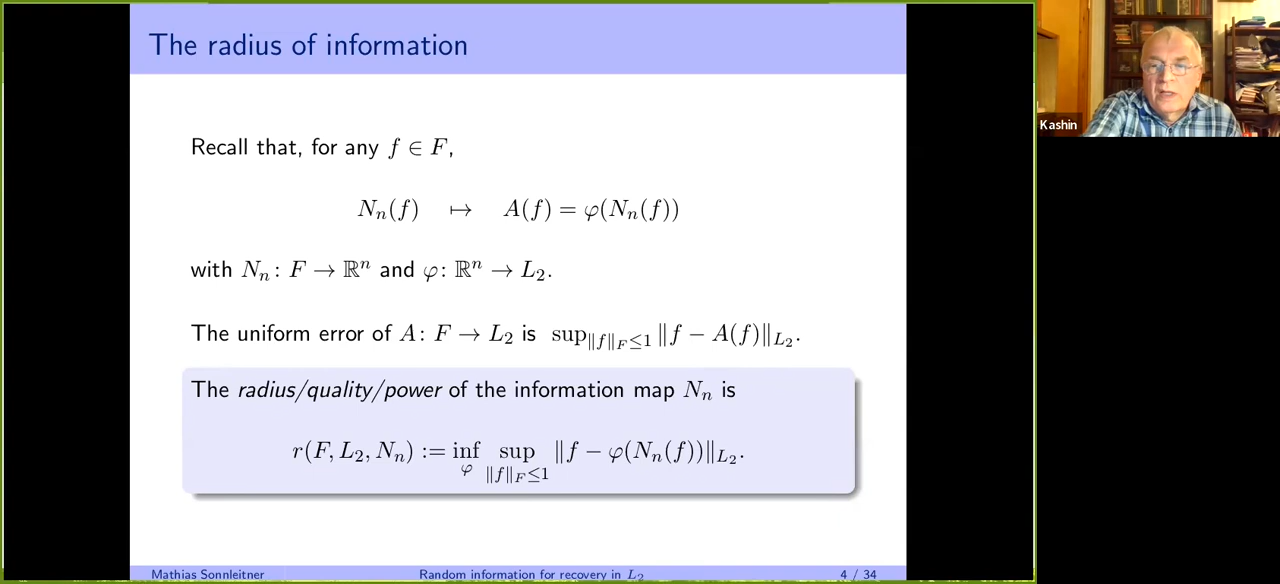 The radius of information
Recall that, for any f ∈ F,
N_n(f) ↦ A(f) = φ(N_n(f))
with N_n : F → ℝ^n and φ : ℝ^n → L_2.
The uniform error of A : F → L_2 is sup_{‖f‖_F ≤ 1} ‖f − A(f)‖_{L_2}.
The radius/quality/power of the information map N_n is
r(F, L_2, N_n) := inf_φ sup_{‖f‖_F ≤ 1} ‖f − φ(N_n(f))‖_{L_2}.
Mathias Sonnleitner Random information for recovery in L_2 4 / 34
Kashin